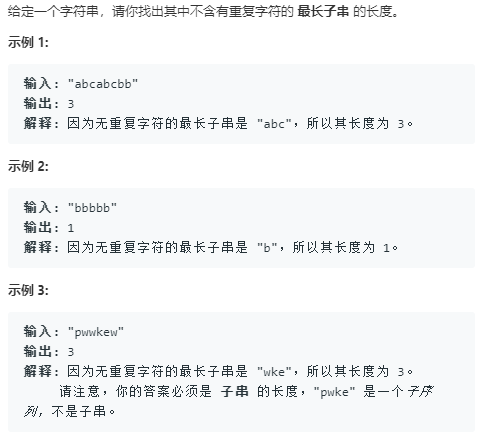 给定一个字符串，请你找出其中不含有重复字符的 最长子串 的长度。
示例 1:
输入: "abcabcbb"
输出: 3
解释: 因为无重复字符的最长子串是 "abc"，所以其长度为 3。
示例 2:
输入: "bbbbb"
输出: 1
解释: 因为无重复字符的最长子串是 "b"，所以其长度为 1。
示例 3:
输入: "pwwkew"
输出: 3
解释: 因为无重复字符的最长子串是 "wke"，所以其长度为 3。
请注意，你的答案必须是 子串 的长度，"pwke" 是一个子序
列，不是子串。